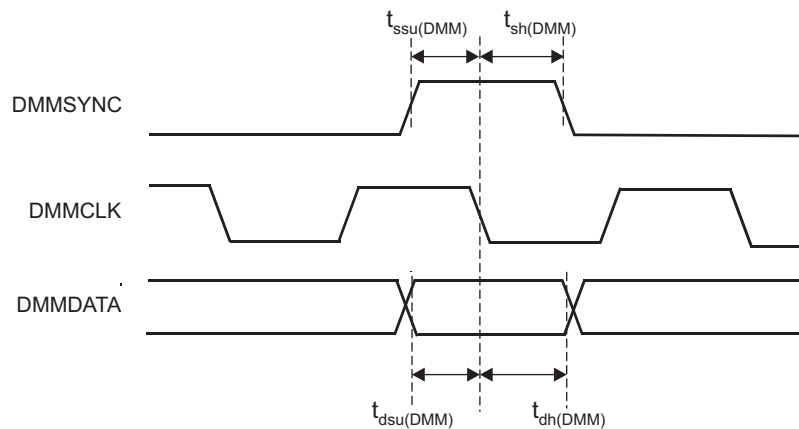 tssu(DMM) tsh(DMM)
DMMSYNC
DMMCLK
DMMDATA
tdsu(DMM) tdh(DMM)